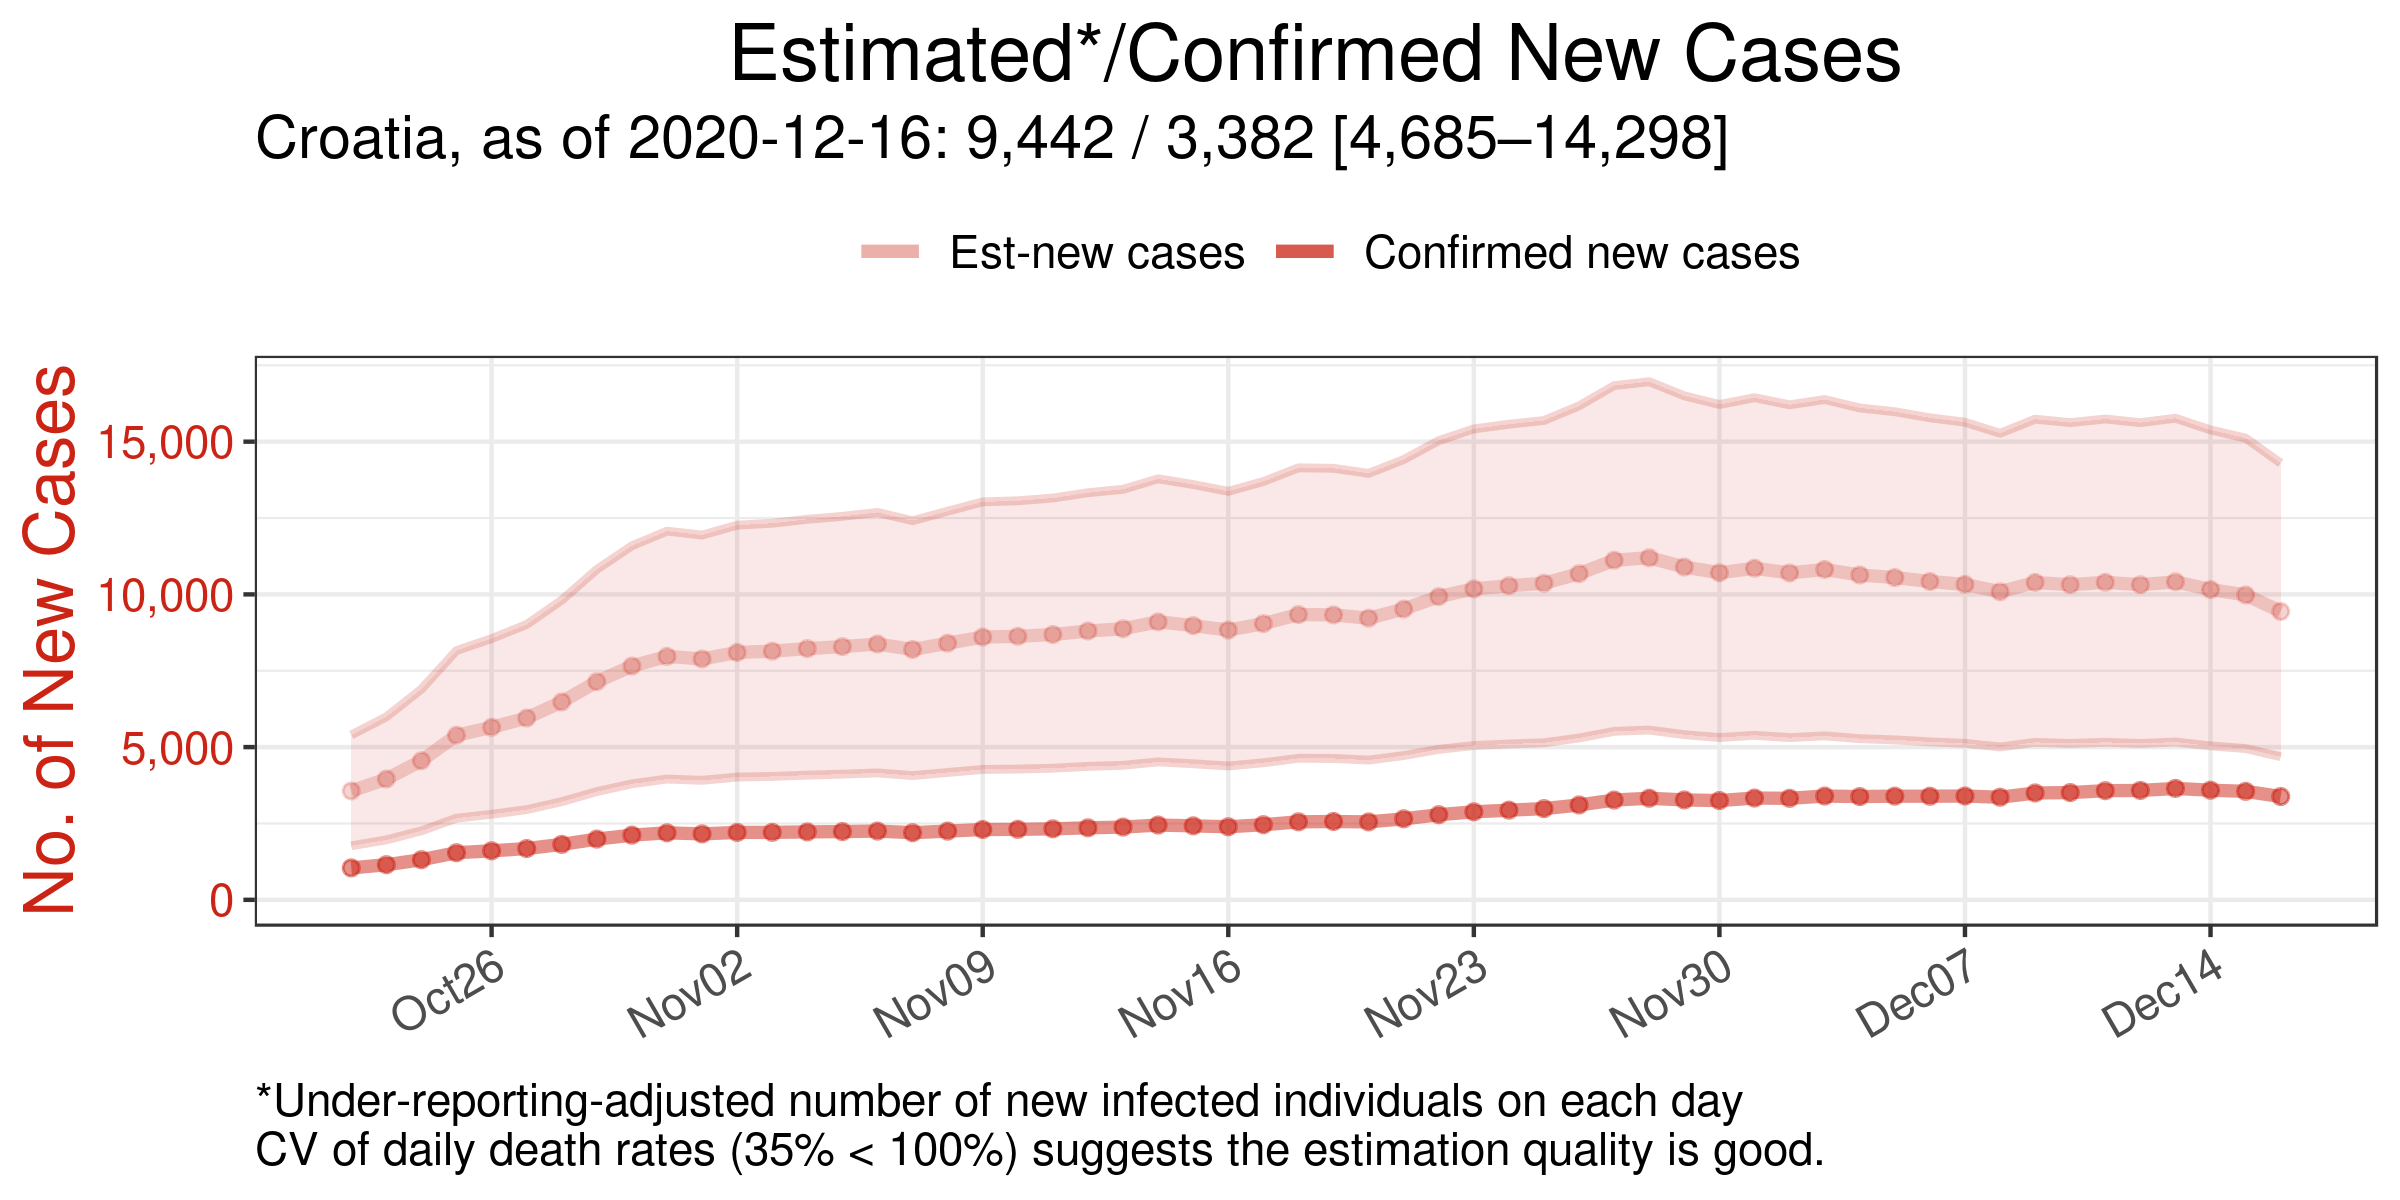 Estimated*/Confirmed New Cases
Croatia, as of 2020-12-16: 9,442 / 3,382 [4,685–14,298]
Est-new cases Confirmed new cases
No. of New Cases
15,000
10,000
5,000
0
Oct26 Nov02 Nov09 Nov16 Nov23 Nov30 Dec07 Dec14
*Under-reporting-adjusted number of new infected individuals on each day
CV of daily death rates (35% < 100%) suggests the estimation quality is good.